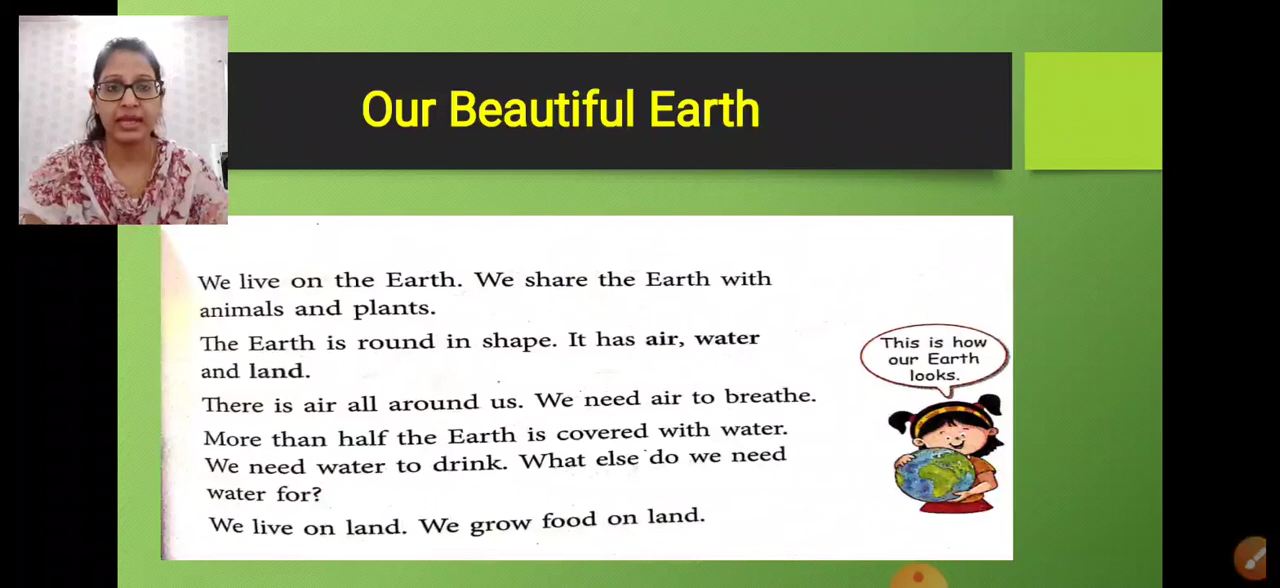 Our Beautiful Earth
We live on the Earth. We share the Earth with
animals and plants.
The Earth is round in shape. It has air, water
and land.
There is air all around us. We need air to breathe.
More than half the Earth is covered with water.
We need water to drink. What else do we need
water for?
We live on land. We grow food on land.
This is how
our Earth
looks.